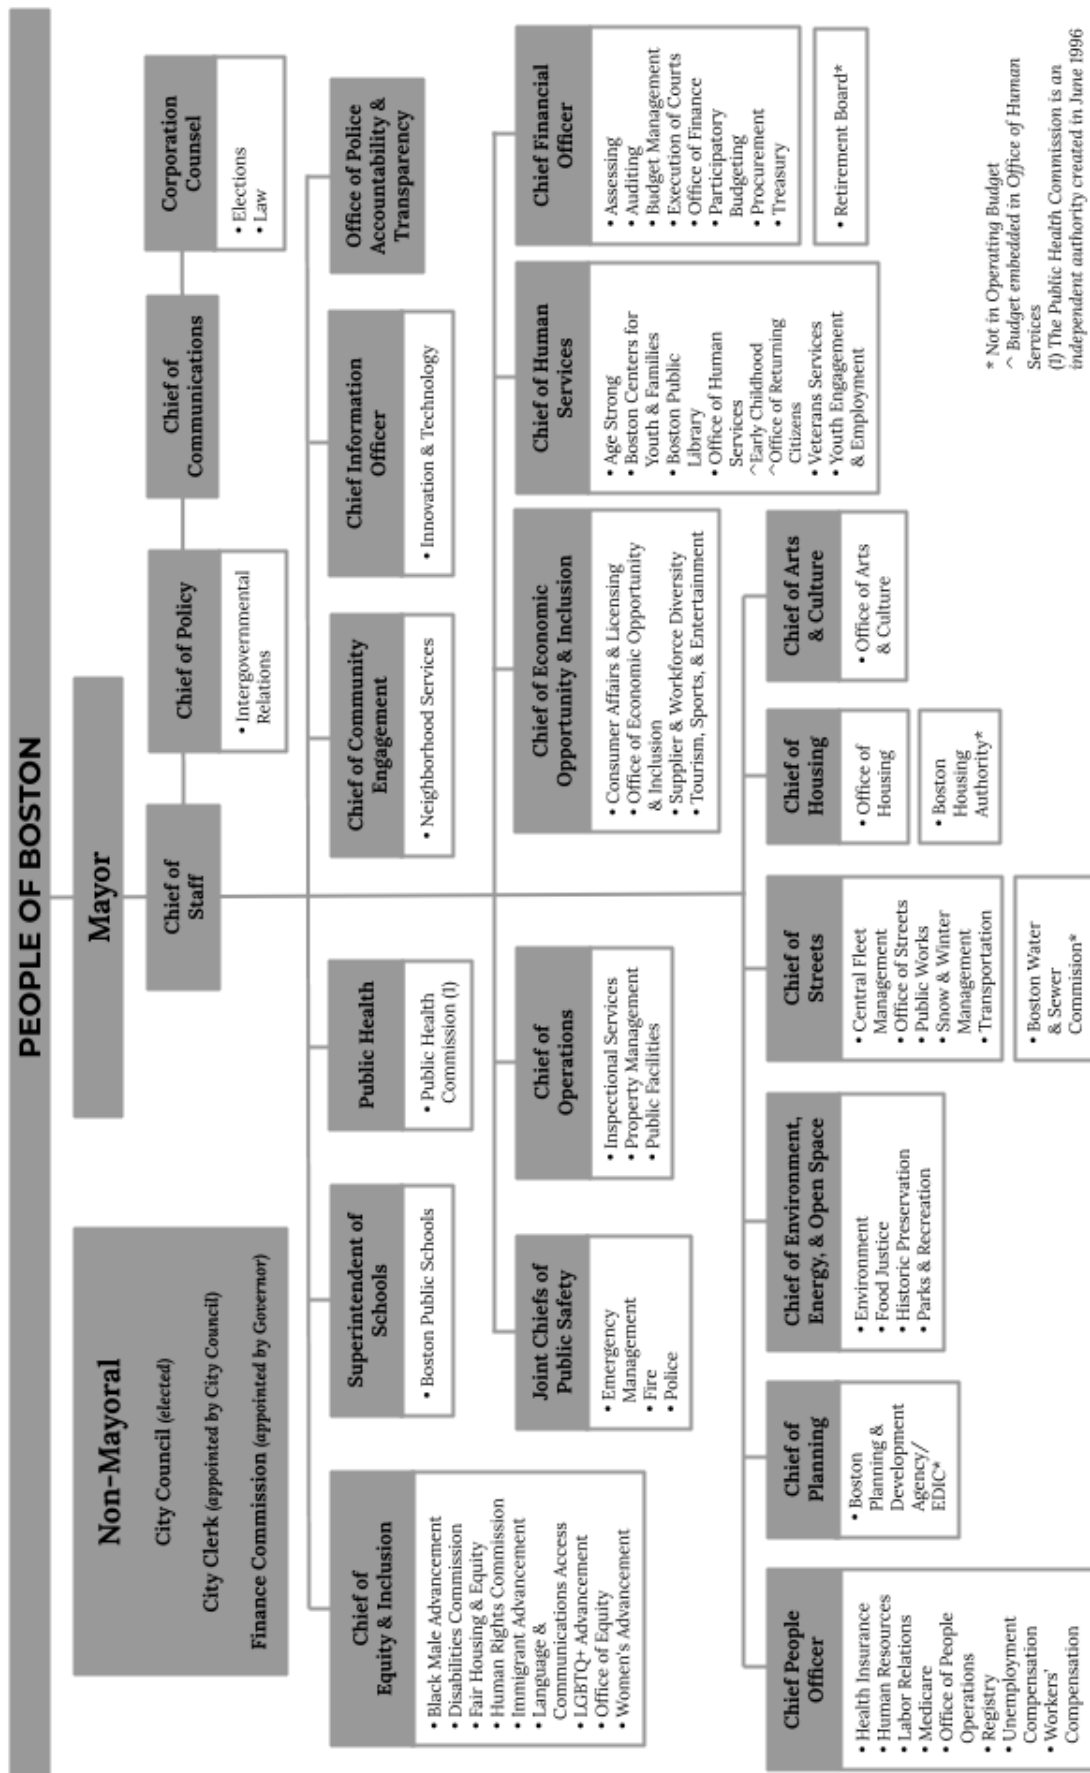 PEOPLE OF BOSTON
Non-Mayoral
City Council (elected)
City Clerk (appointed by City Council)
Finance Commission (appointed by Governor)
Mayor
Chief of
Staff
Chief of Policy
• Intergovernmental
Relations
Chief of
Communications
Corporation
Counsel
• Elections
• Law
Chief of
Equity & Inclusion
• Black Male Advancement
• Disabilities Commission
• Fair Housing & Equity
• Human Rights Commission
• Immigrant Advancement
• Language &
Communications Access
• LGBTQ+ Advancement
• Office of Equity
• Women's Advancement
Superintendent of
Schools
• Boston Public Schools
Public Health
• Public Health
Commission (1)
Chief of Community
Engagement
• Neighborhood Services
Chief Information
Officer
• Innovation & Technology
Office of Police
Accountability &
Transparency
Joint Chiefs of
Public Safety
• Emergency
Management
• Fire
• Police
Chief of
Operations
• Inspectional Services
• Property Management
• Public Facilities
Chief of Economic
Opportunity & Inclusion
• Consumer Affairs & Licensing
• Office of Economic Opportunity
& Inclusion
• Supplier & Workforce Diversity
• Tourism, Sports, & Entertainment
Chief of Human
Services
• Age Strong
• Boston Centers for
Youth & Families
• Boston Public
Library
• Office of Human
Services
^Early Childhood
^Office of Returning
Citizens
• Veterans Services
• Youth Engagement
& Employment
Chief Financial
Officer
• Assessing
• Auditing
• Budget Management
• Execution of Courts
• Office of Finance
• Participatory
Budgeting
• Procurement
• Treasury
• Retirement Board*
Chief People
Officer
• Health Insurance
• Human Resources
• Labor Relations
• Medicare
• Office of People
Operations
• Registry
• Unemployment
Compensation
• Workers'
Compensation
Chief of
Planning
• Boston
Planning &
Development
Agency/
EDIC*
Chief of Environment,
Energy, & Open Space
• Environment
• Food Justice
• Historic Preservation
• Parks & Recreation
Chief of
Streets
• Central Fleet
Management
• Office of Streets
• Public Works
• Snow & Winter
Management
• Transportation
• Boston Water
& Sewer
Commision*
Chief of
Housing
• Office of
Housing
• Boston
Housing
Authority*
Chief of Arts
& Culture
• Office of Arts
& Culture
* Not in Operating Budget
^ Budget embedded in Office of Human
Services
(1) The Public Health Commission is an
independent authority created in June 1996